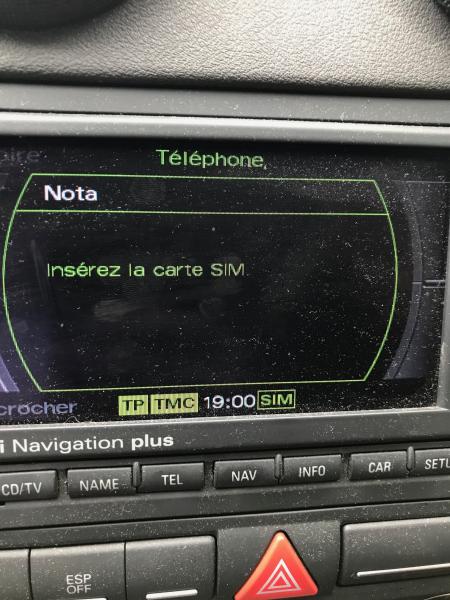 Téléphone
Nota
Insérez la carte SIM.
crocher
TP TMC 19:00 SIM
i Navigation plus
CD/TV NAME TEL NAV INFO CAR SETU
ESP
OFF